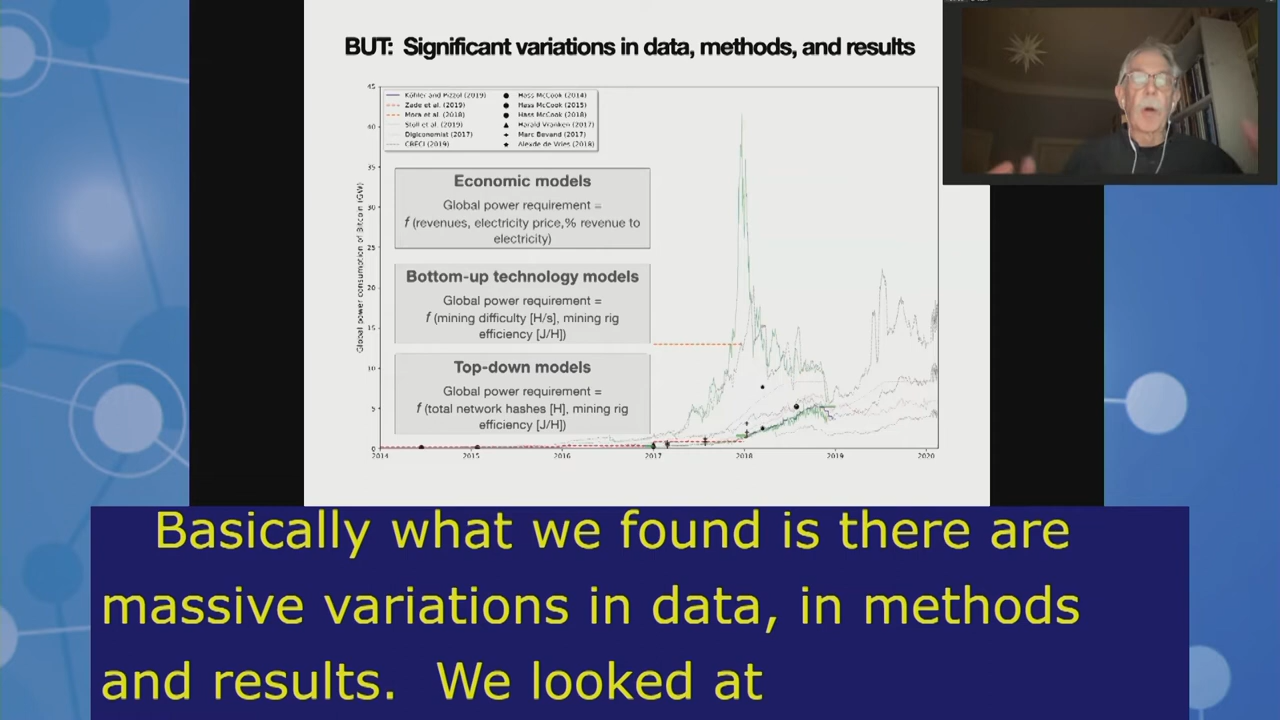 BUT: Significant variations in data, methods, and results
45
40
35
30
25
20
15
10
5
0
Global power consumption of Bitcoin (GW)
Köhler and Pizzol (2019)
Zade et al. (2019)
Mora et al. (2018)
Stoll et al. (2019)
Digiconomist (2017)
CBECI (2019)
Hass McCook (2014)
Hass McCook (2015)
Hass McCook (2018)
Harald Vranken (2017)
Marc Bevand (2017)
Alexde de Vries (2018)
Economic models
Global power requirement =
f (revenues, electricity price,% revenue to
electricity)
Bottom-up technology models
Global power requirement =
f (mining difficulty [H/s], mining rig
efficiency [J/H])
Top-down models
Global power requirement =
f (total network hashes [H], mining rig
efficiency [J/H])
2014 2015 2016 2017 2018 2019 2020
Basically what we found is there are
massive variations in data, in methods
and results. We looked at